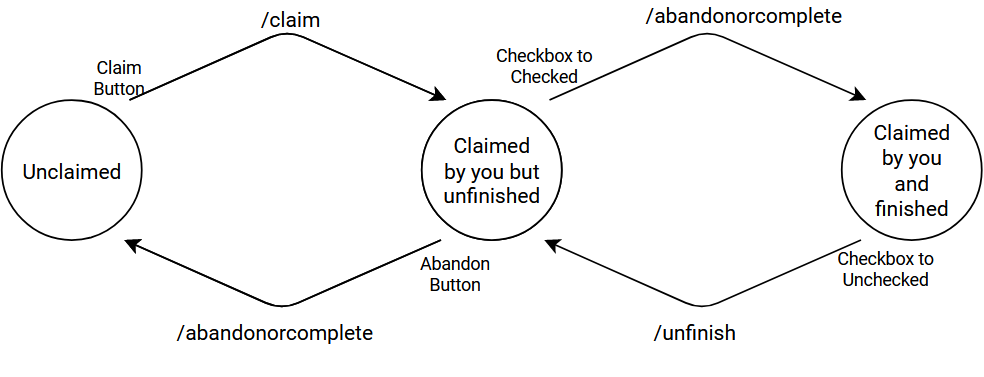 /claim
/abandonorcomplete
Claim
Button
Checkbox to
Checked
Unclaimed
Claimed
by you but
unfinished
Claimed
by you
and
finished
Abandon
Button
Checkbox to
Unchecked
/abandonorcomplete
/unfinish